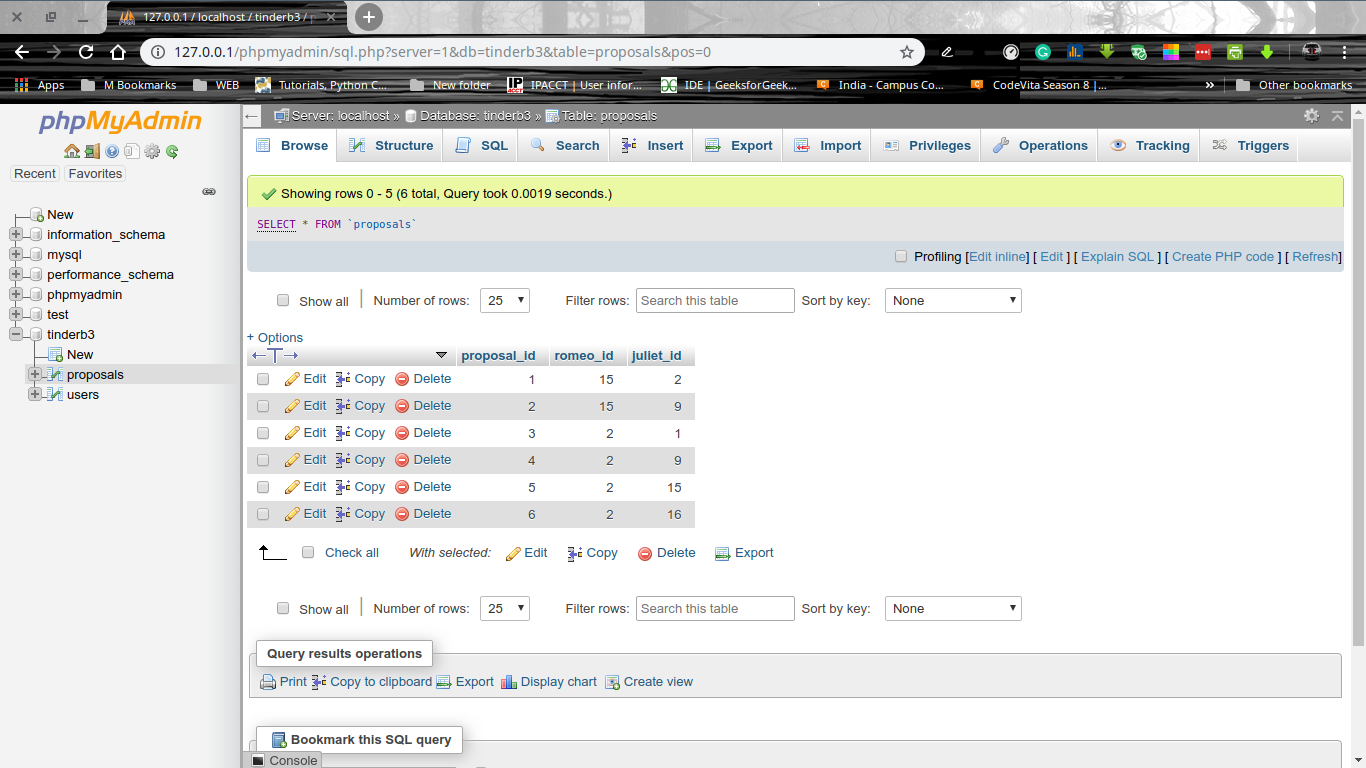 127.0.0.1 / localhost / tinderb3 / p
127.0.0.1/phpmyadmin/sql.php?server=1&db=tinderb3&table=proposals&pos=0
Apps M Bookmarks WEB Tutorials, Python C... New folder IPACCT | User infor... IDE | GeeksforGeek... India - Campus Co... CodeVita Season 8 |... » Other bookmarks
phpMyAdmin
Recent Favorites
New
information_schema
mysql
performance_schema
phpmyadmin
test
tinderb3
New
proposals
users
Server: localhost » Database: tinderb3 » Table: proposals
Browse Structure SQL Search Insert Export Import Privileges Operations Tracking Triggers
Showing rows 0 - 5 (6 total, Query took 0.0019 seconds.)
SELECT * FROM `proposals`
Profiling [Edit inline] [ Edit ] [ Explain SQL ] [ Create PHP code ] [ Refresh]
Show all | Number of rows: 25 Filter rows: Search this table Sort by key: None
+ Options
←T→ proposal_id romeo_id juliet_id
Edit Copy Delete 1 15 2
Edit Copy Delete 2 15 9
Edit Copy Delete 3 2 1
Edit Copy Delete 4 2 9
Edit Copy Delete 5 2 15
Edit Copy Delete 6 2 16
Check all With selected: Edit Copy Delete Export
Show all | Number of rows: 25 Filter rows: Search this table Sort by key: None
Query results operations
Print Copy to clipboard Export Display chart Create view
Bookmark this SQL query
Console